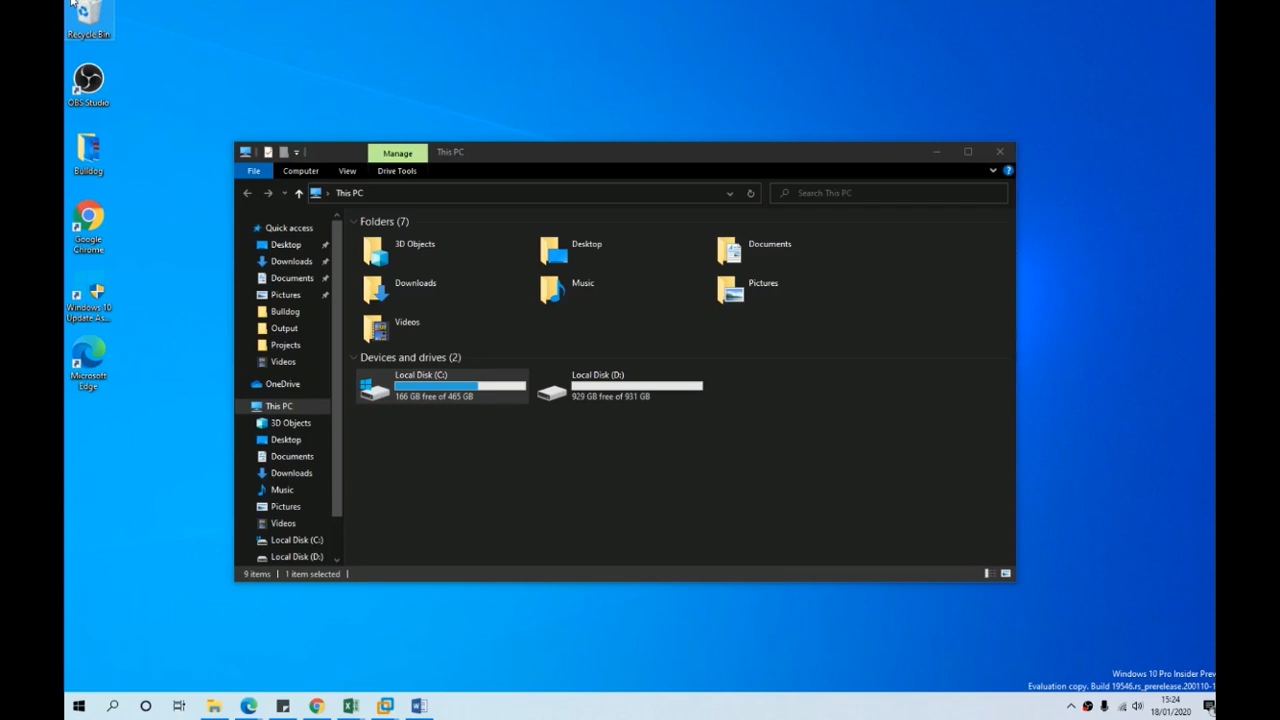 Recycle Bin
OBS Studio
Bulldog
Google
Chrome
Windows 10
Update As...
Microsoft
Edge
Manage
This PC
File
Computer
View
Drive Tools
This PC
Search This PC
Quick access
Desktop
Downloads
Documents
Pictures
Bulldog
Output
Projects
Videos
OneDrive
This PC
3D Objects
Desktop
Documents
Downloads
Music
Pictures
Videos
Local Disk (C:)
Local Disk (D:)
Folders (7)
3D Objects
Desktop
Documents
Downloads
Music
Pictures
Videos
Devices and drives (2)
Local Disk (C:)
166 GB free of 465 GB
Local Disk (D:)
929 GB free of 931 GB
9 items
1 item selected
Windows 10 Pro Insider Prev
Evaluation copy. Build 19546.rs_prerelease.200110-1
15:24
18/01/2020